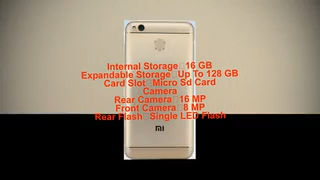 Internal Storage  16 GB
Expandable Storage  Up To 128 GB
Card Slot  Micro Sd Card
Camera
Rear Camera  16 MP
Front Camera  8 MP
Rear Flash  Single LED Flash
mi